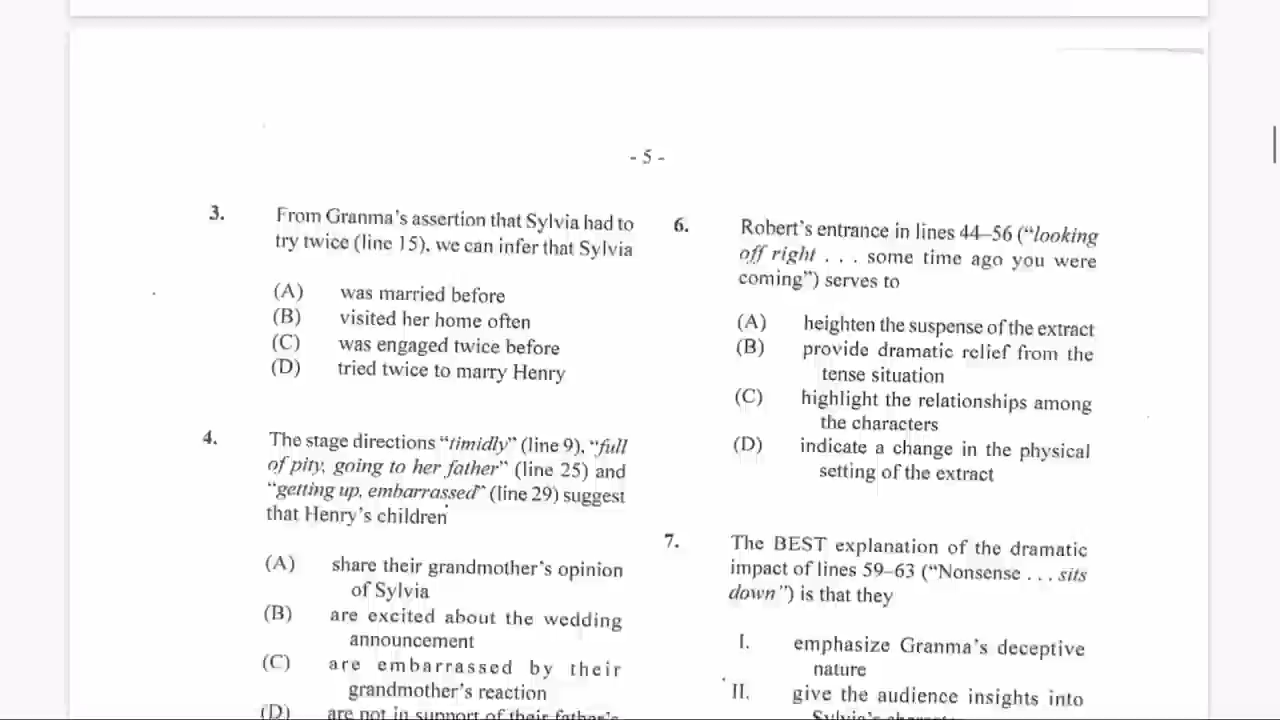 - 5 -
3. From Granma's assertion that Sylvia had to
try twice (line 15), we can infer that Sylvia
(A) was married before
(B) visited her home often
(C) was engaged twice before
(D) tried twice to marry Henry
4. The stage directions “timidly” (line 9), “full
of pity, going to her father” (line 25) and
“getting up, embarrassed” (line 29) suggest
that Henry's children
(A) share their grandmother's opinion
of Sylvia
(B) are excited about the wedding
announcement
(C) are embarrassed by their
grandmother's reaction
(D) are not in support of their father's
6. Robert's entrance in lines 44–56 (“looking
off right . . . some time ago you were
coming”) serves to
(A) heighten the suspense of the extract
(B) provide dramatic relief from the
tense situation
(C) highlight the relationships among
the characters
(D) indicate a change in the physical
setting of the extract
7. The BEST explanation of the dramatic
impact of lines 59–63 (“Nonsense . . . sits
down”) is that they
I. emphasize Granma's deceptive
nature
II. give the audience insights into
Sylvia's